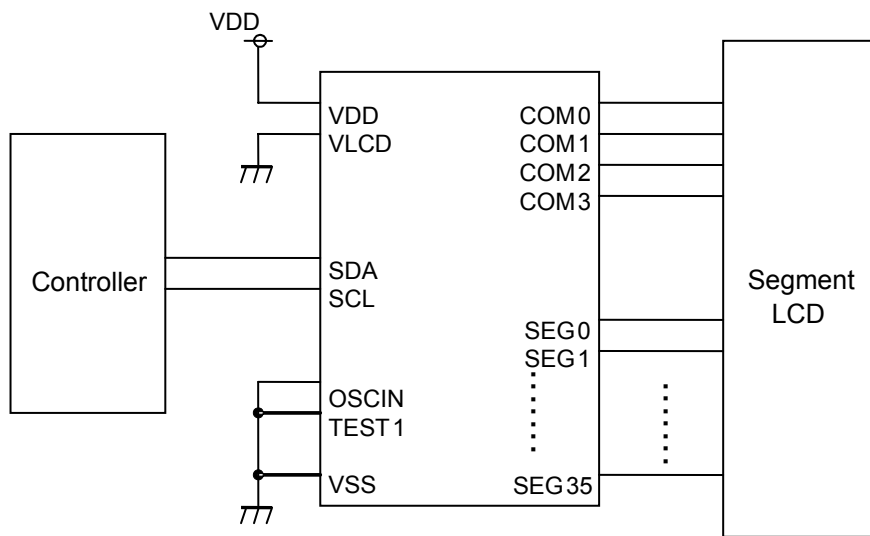 VDD
VDD
VLCD
SDA
SCL
OSCIN
TEST1
VSS
COM0
COM1
COM2
COM3
SEG0
SEG1
SEG35
Controller
Segment
LCD